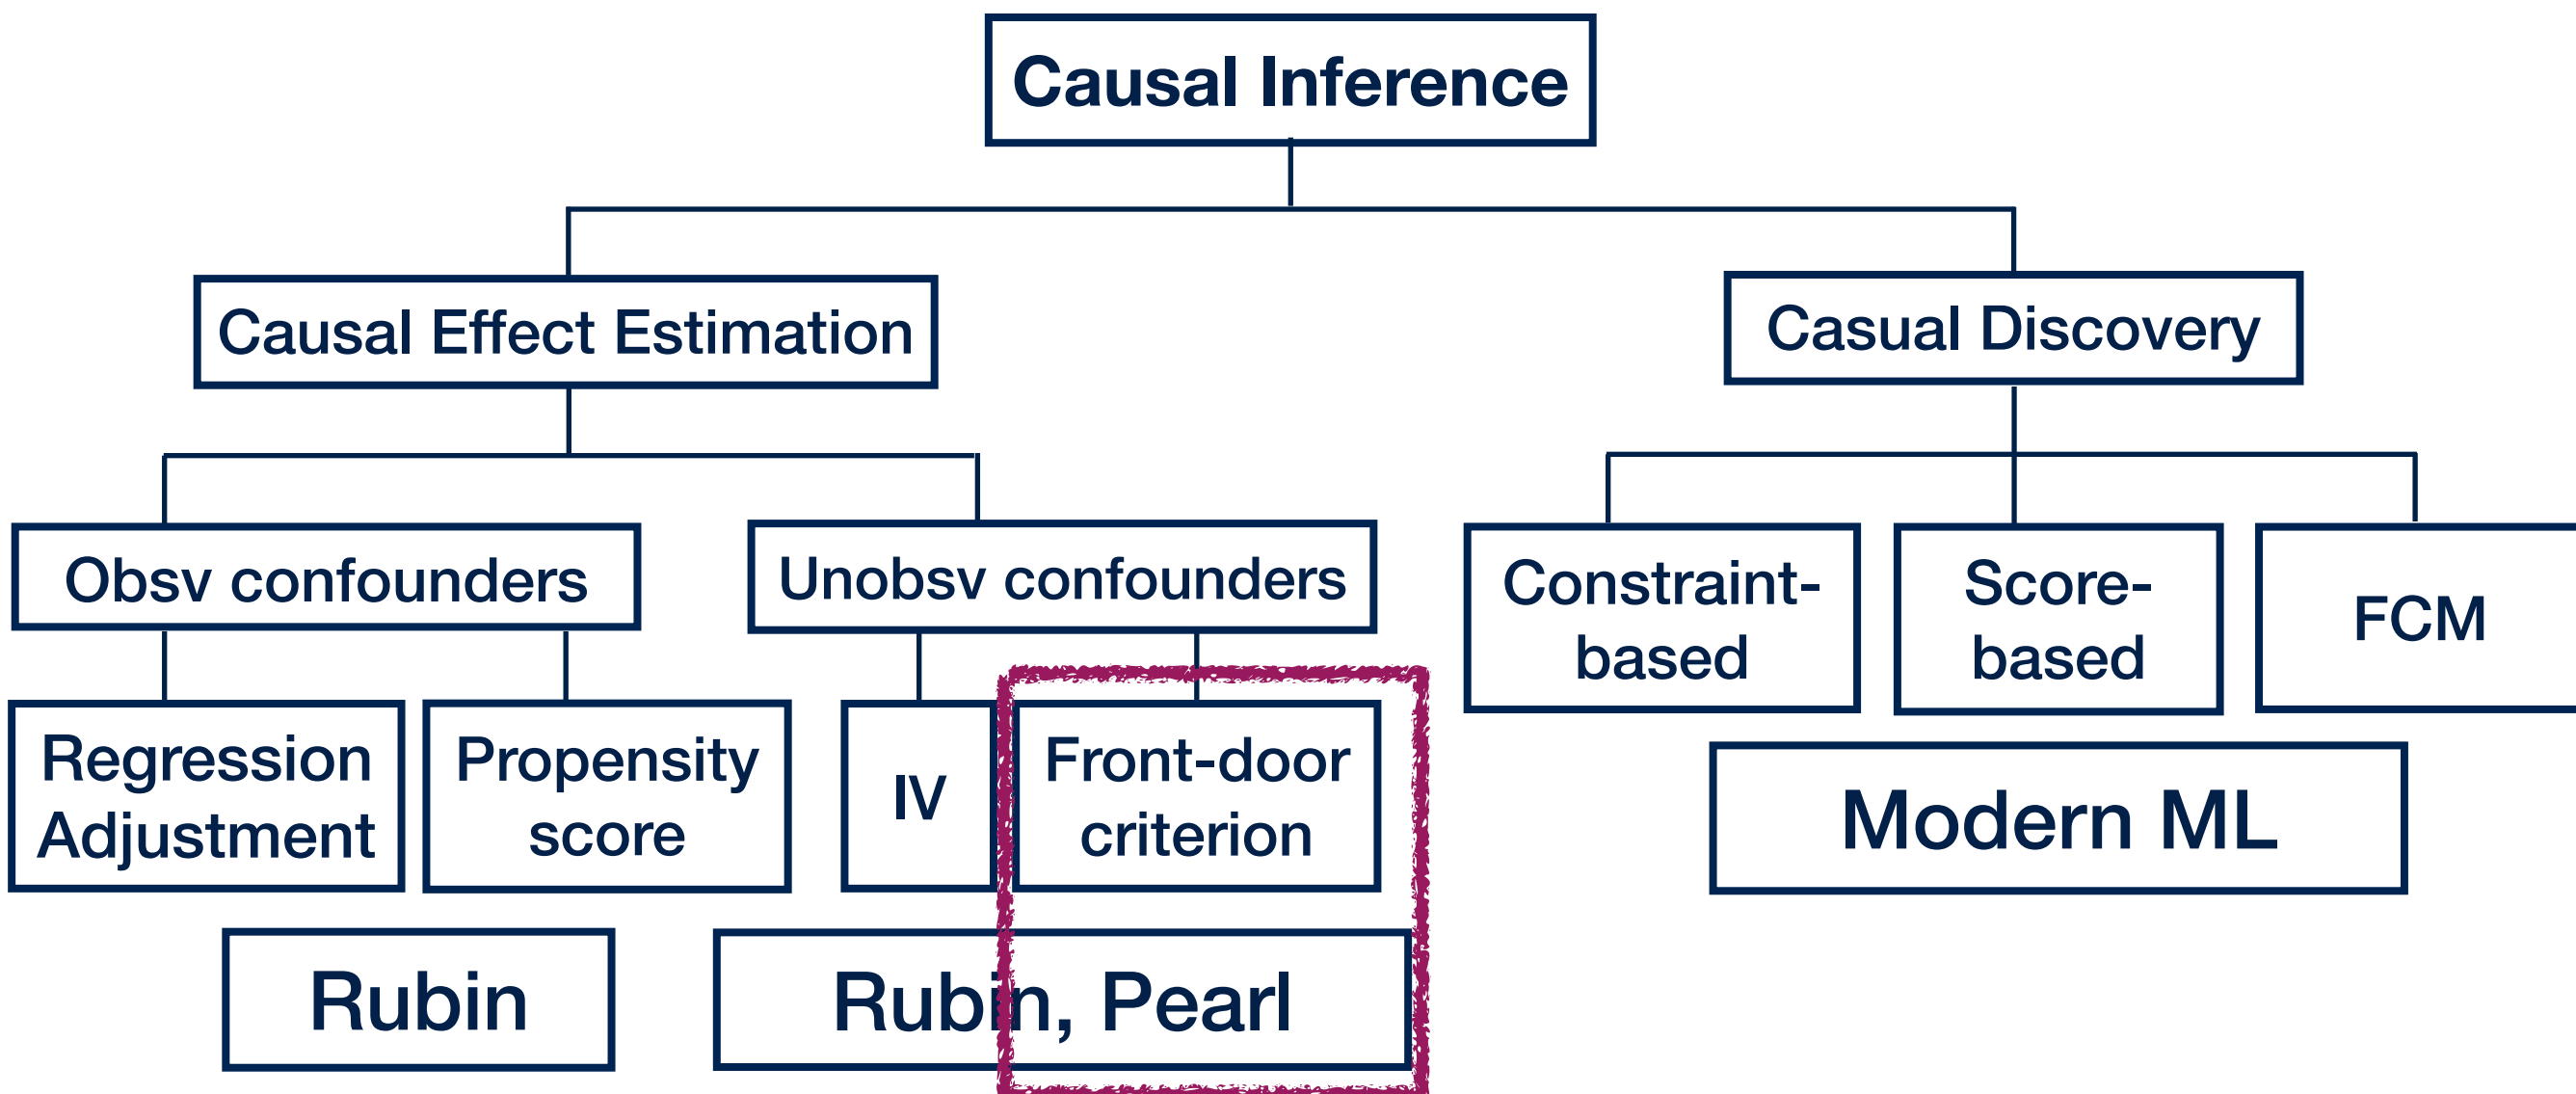 Causal Inference
Causal Effect Estimation
Casual Discovery
Obsv confounders
Unobsv confounders
Constraint-
based
Score-
based
FCM
Regression
Adjustment
Propensity
score
IV
Front-door
criterion
Modern ML
Rubin
Rubin, Pearl